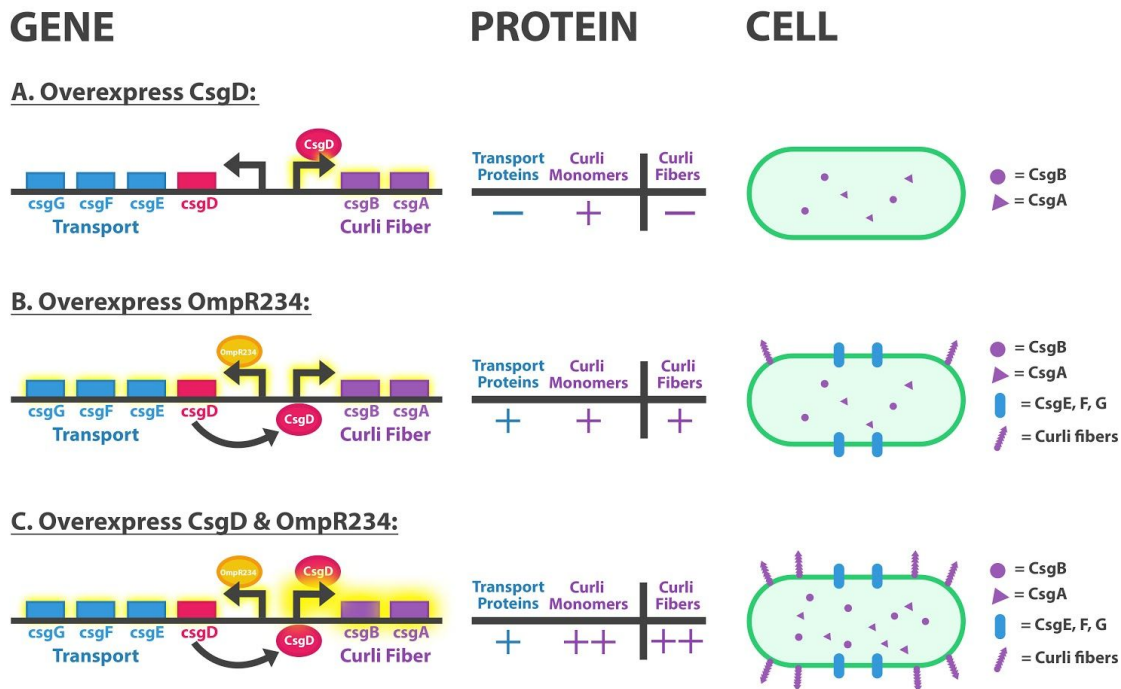 GENE PROTEIN CELL
A. Overexpress CsgD:
CsgD
csgG csgF csgE csgD csgB csgA
Transport Curli Fiber
Transport Curli Curli
Proteins Monomers Fibers
— + —
= CsgB
= CsgA
B. Overexpress OmpR234:
OmpR234
csgG csgF csgE csgD csgB csgA
CsgD
Transport Curli Fiber
Transport Curli Curli
Proteins Monomers Fibers
+ + +
= CsgB
= CsgA
= CsgE, F, G
= Curli fibers
C. Overexpress CsgD & OmpR234:
OmpR234 CsgD
csgG csgF csgE csgD csgB csgA
CsgD
Transport Curli Fiber
Transport Curli Curli
Proteins Monomers Fibers
+ ++ ++
= CsgB
= CsgA
= CsgE, F, G
= Curli fibers